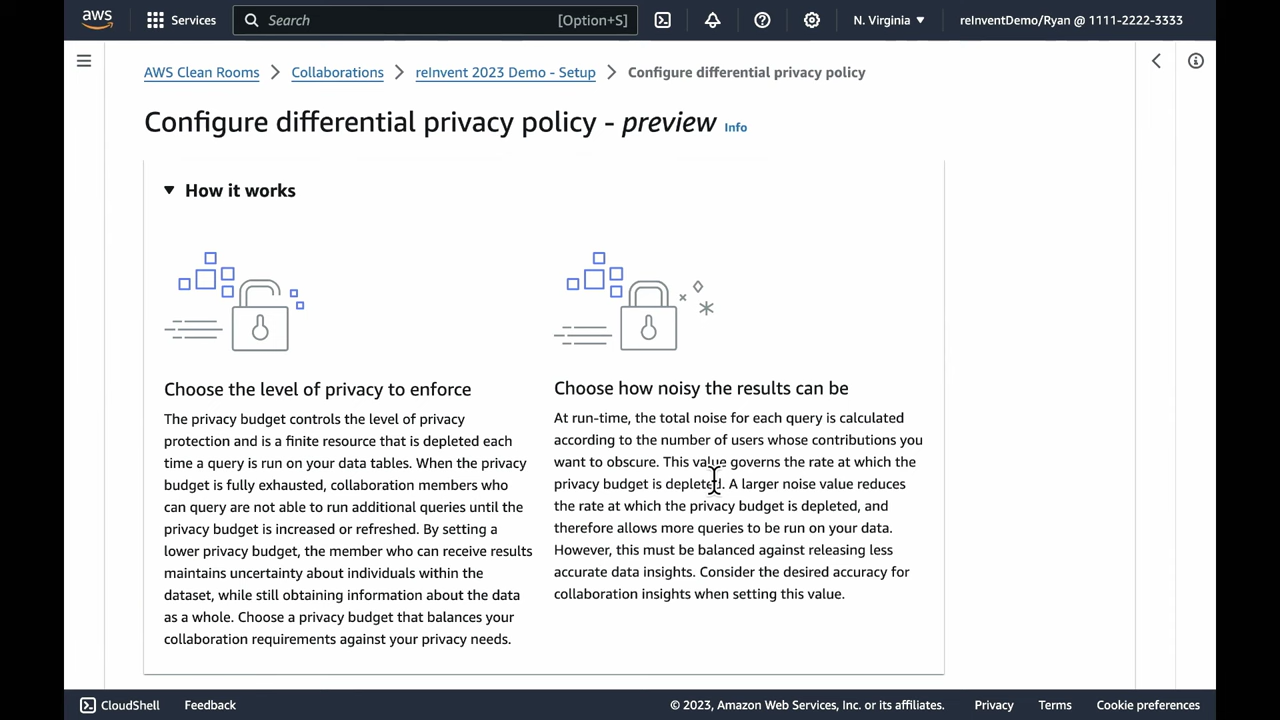 aws
Services
Search
[Option+S]
N. Virginia
reInventDemo/Ryan @ 1111-2222-3333
AWS Clean Rooms
Collaborations
reInvent 2023 Demo - Setup
Configure differential privacy policy
Configure differential privacy policy - preview Info
How it works
Choose the level of privacy to enforce
The privacy budget controls the level of privacy
protection and is a finite resource that is depleted each
time a query is run on your data tables. When the privacy
budget is fully exhausted, collaboration members who
can query are not able to run additional queries until the
privacy budget is increased or refreshed. By setting a
lower privacy budget, the member who can receive results
maintains uncertainty about individuals within the
dataset, while still obtaining information about the data
as a whole. Choose a privacy budget that balances your
collaboration requirements against your privacy needs.
Choose how noisy the results can be
At run-time, the total noise for each query is calculated
according to the number of users whose contributions you
want to obscure. This value governs the rate at which the
privacy budget is depleted. A larger noise value reduces
the rate at which the privacy budget is depleted, and
therefore allows more queries to be run on your data.
However, this must be balanced against releasing less
accurate data insights. Consider the desired accuracy for
collaboration insights when setting this value.
CloudShell
Feedback
© 2023, Amazon Web Services, Inc. or its affiliates.
Privacy
Terms
Cookie preferences